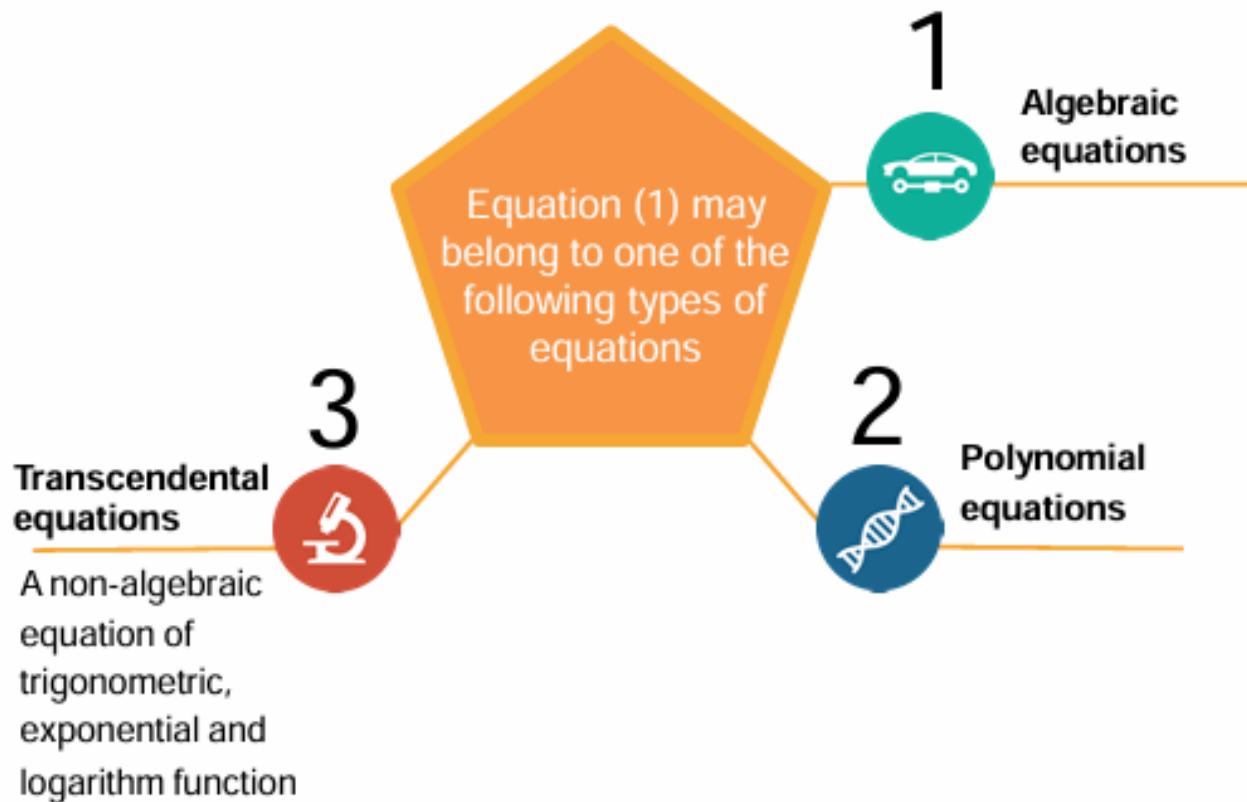 1
Algebraic
equations
Equation (1) may
belong to one of the
following types of
equations
2
Polynomial
equations
3
Transcendental
equations
A non-algebraic
equation of
trigonometric,
exponential and
logarithm function